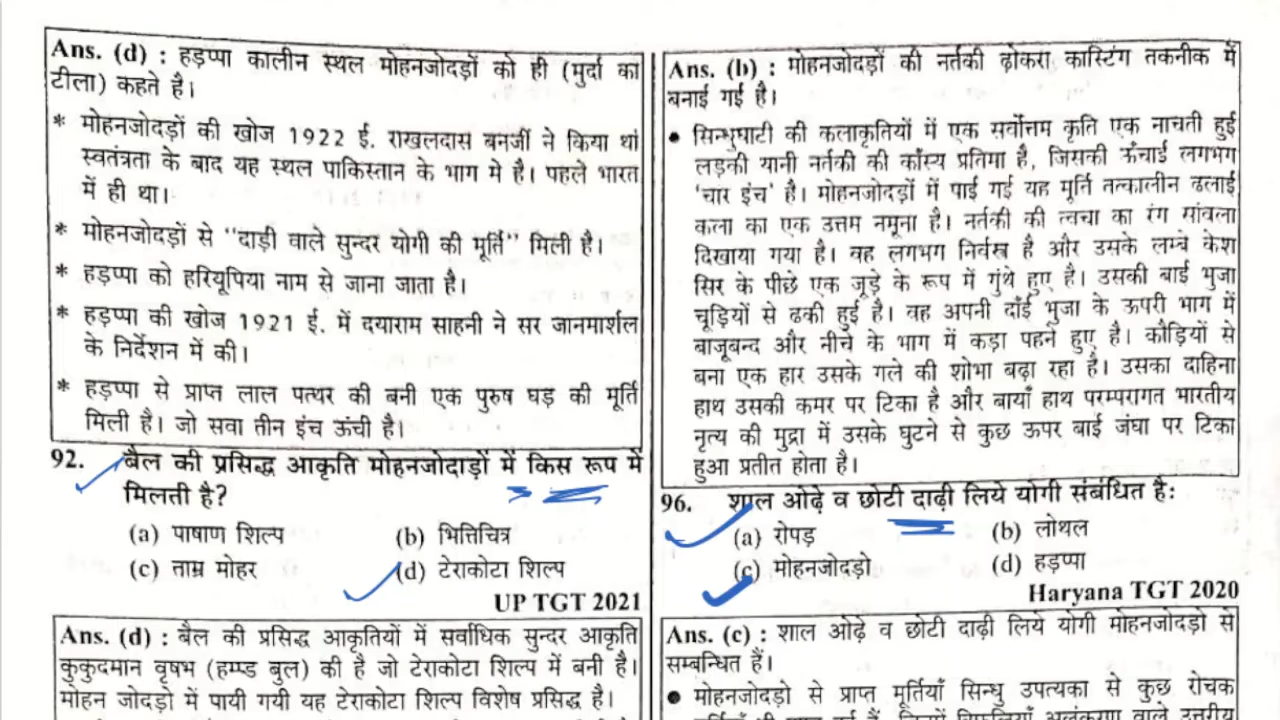 Ans. (d) : हड़प्पा कालीन स्थल मोहनजोदड़ों को ही (मुर्दा का
टीला) कहते है।
* मोहनजोदड़ों की खोज 1922 ई. राखलदास बनर्जी ने किया था
स्वतंत्रता के बाद यह स्थल पाकिस्तान के भाग मे है। पहले भारत
में ही था।
* मोहनजोदड़ों से "दाड़ी वाले सुन्दर योगी की मूर्ति" मिली है।
* हड़प्पा को हरियूपिया नाम से जाना जाता है।
* हड़प्पा की खोज 1921 ई. में दयाराम साहनी ने सर जानमार्शल
के निर्देशन में की।
* हड़प्पा से प्राप्त लाल पत्थर की बनी एक पुरुष घड़ की मूर्ति
मिली है। जो सवा तीन इंच ऊंची है।
92. बैल की प्रसिद्ध आकृति मोहनजोदाड़ों में किस रूप में
मिलती है?
(a) पाषाण शिल्प (b) भित्तिचित्र
(c) ताम्र मोहर (d) टेराकोटा शिल्प
UP TGT 2021
Ans. (d) : बैल की प्रसिद्ध आकृतियों में सर्वाधिक सुन्दर आकृति
कुकुदमान वृषभ (हम्प्ड बुल) की है जो टेराकोटा शिल्प में बनी है।
मोहन जोदड़ो में पायी गयी यह टेराकोटा शिल्प विशेष प्रसिद्ध है।
Ans. (b) : मोहनजोदड़ों की नर्तकी ढ़ोकरा कास्टिंग तकनीक में
बनाई गई है।
● सिन्धुघाटी की कलाकृतियों में एक सर्वोत्तम कृति एक नाचती हुई
लड़की यानी नर्तकी की काँस्य प्रतिमा है, जिसकी ऊँचाई लगभग
'चार इंच' है। मोहनजोदड़ों में पाई गई यह मूर्ति तत्कालीन ढलाई
कला का एक उत्तम नमूना है। नर्तकी की त्वचा का रंग सांवला
दिखाया गया है। वह लगभग निर्वस्त्र है और उसके लम्बे केश
सिर के पीछे एक जूड़े के रूप में गुंथे हुए है। उसकी बाई भुजा
चूड़ियों से ढकी हुई है। वह अपनी दाँई भुजा के ऊपरी भाग में
बाजूबन्द और नीचे के भाग में कड़ा पहने हुए है। कौड़ियों से
बना एक हार उसके गले की शोभा बढ़ा रहा है। उसका दाहिना
हाथ उसकी कमर पर टिका है और बायाँ हाथ परम्परागत भारतीय
नृत्य की मुद्रा में उसके घुटने से कुछ ऊपर बाई जंघा पर टिका
हुआ प्रतीत होता है।
96. शाल ओढ़े व छोटी दाढ़ी लिये योगी संबंधित है:
(a) रोपड़ (b) लोथल
(c) मोहनजोदड़ो (d) हड़प्पा
Haryana TGT 2020
Ans. (c) : शाल ओढ़े व छोटी दाढ़ी लिये योगी मोहनजोदड़ो से
सम्बन्धित हैं।
● मोहनजोदड़ो से प्राप्त मूर्तियाँ सिन्धु उपत्यका से कुछ रोचक